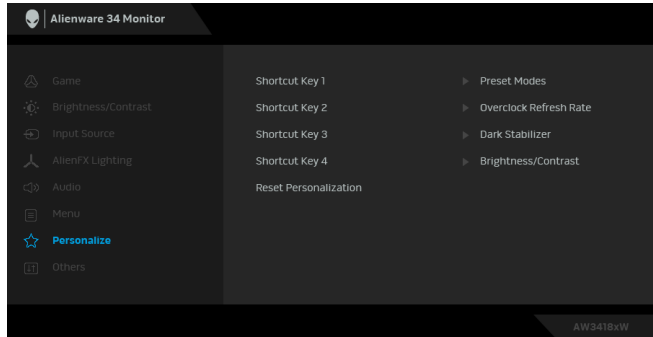 Alienware 34 Monitor
Game
Shortcut Key 1 Preset Modes
Brightness/Contrast Shortcut Key 2 Overclock Refresh Rate
Input Source Shortcut Key 3 Dark Stabilizer
AlienFX Lighting Shortcut Key 4 Brightness/Contrast
Audio Reset Personalization
Menu
Personalize
Others
AW3418xW